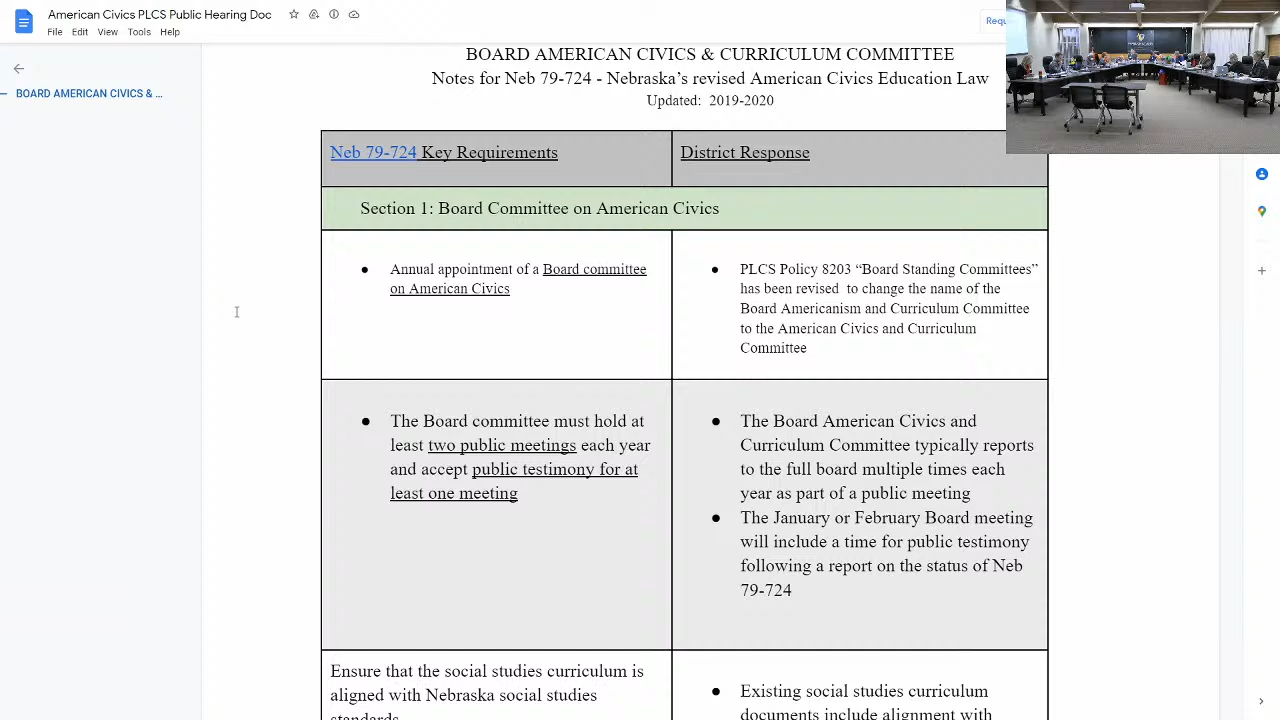 American Civics PLCS Public Hearing Doc
File Edit View Tools Help
Requ
BOARD AMERICAN CIVICS & ...
BOARD AMERICAN CIVICS & CURRICULUM COMMITTEE
Notes for Neb 79-724 - Nebraska's revised American Civics Education Law
Updated: 2019-2020
Neb 79-724 Key Requirements
District Response
Section 1: Board Committee on American Civics
● Annual appointment of a Board committee
on American Civics
● PLCS Policy 8203 “Board Standing Committees”
has been revised to change the name of the
Board Americanism and Curriculum Committee
to the American Civics and Curriculum
Committee
● The Board committee must hold at
least two public meetings each year
and accept public testimony for at
least one meeting
● The Board American Civics and
Curriculum Committee typically reports
to the full board multiple times each
year as part of a public meeting
● The January or February Board meeting
will include a time for public testimony
following a report on the status of Neb
79-724
Ensure that the social studies curriculum is
aligned with Nebraska social studies
standards
● Existing social studies curriculum
documents include alignment with